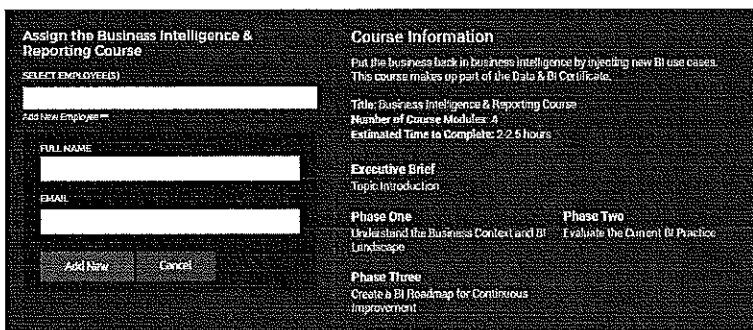 Assign the Business Intelligence &
Reporting Course
SELECT EMPLOYEE(S)
Add New Employee
FULL NAME
EMAIL
Add New
Cancel
Course Information
Put the business back in business intelligence by injecting new BI use cases.
This course makes up part of the Data & BI Certificate.
Title: Business Intelligence & Reporting Course
Number of Course Modules: 4
Estimated Time to Complete: 2-2.5 hours
Executive Brief
Topic Introduction
Phase One
Understand the Business Context and BI
Landscape
Phase Two
Evaluate the Current BI Practice
Phase Three
Create a BI Roadmap for Continuous
Improvement